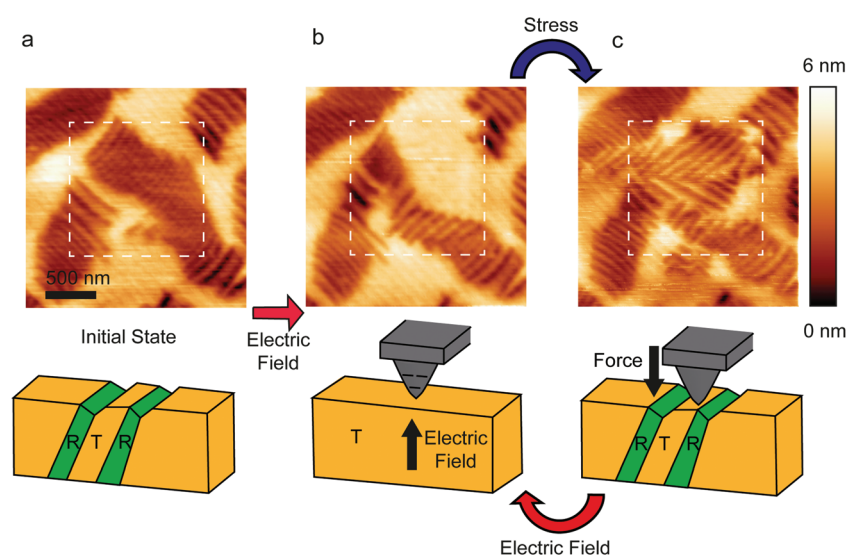 a
b
Stress
c
6 nm
500 nm
0 nm
Initial State
Electric
Field
Force
R T R
T
Electric
Field
R T R
Electric Field